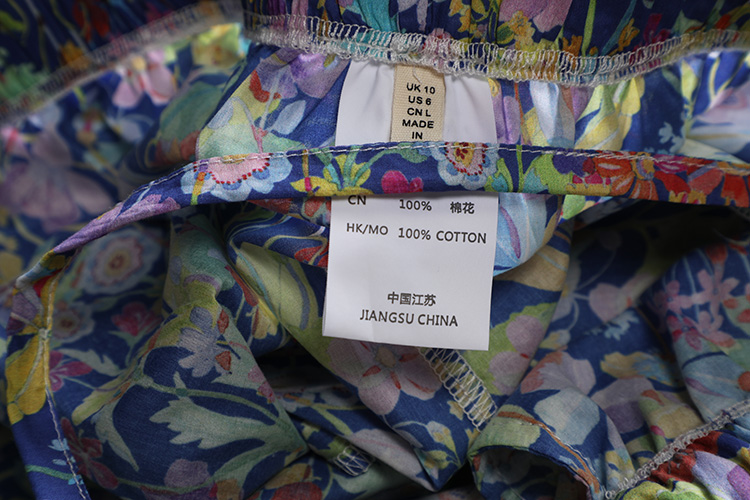 UK 10
US 6
CN L
MADE
IN
CN 100% 棉花
HK/MO 100% COTTON
中国江苏
JIANGSU CHINA